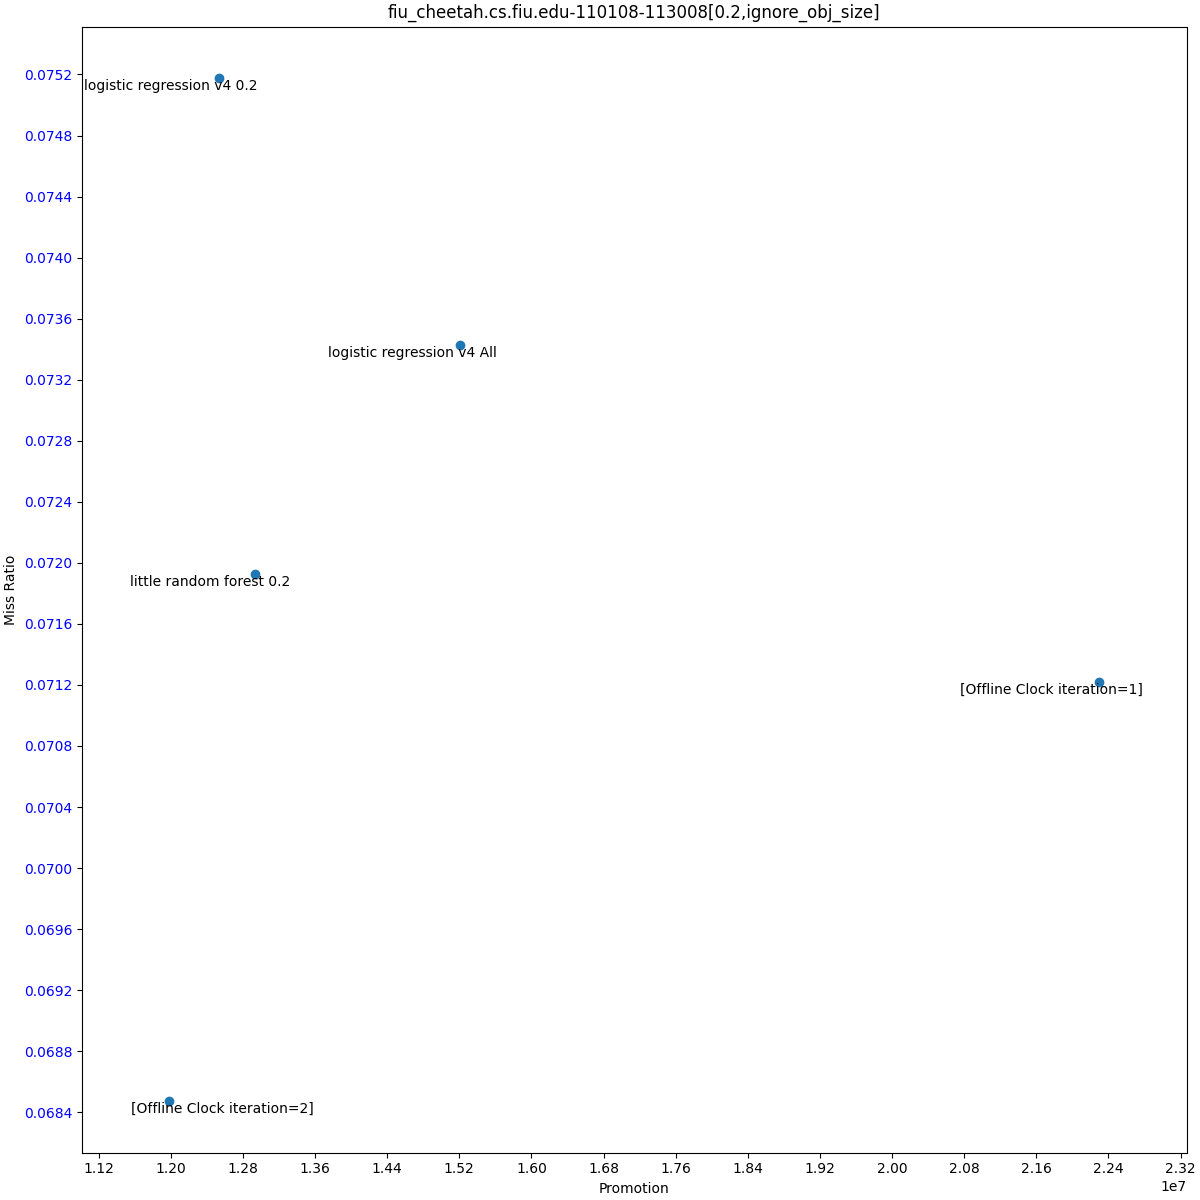 fiu_cheetah.cs.fiu.edu-110108-113008[0.2,ignore_obj_size]
0.0752
logistic regression v4 0.2
0.0748
0.0744
0.0740
0.0736
logistic regression v4 All
0.0732
0.0728
0.0724
0.0720
little random forest 0.2
0.0716
Miss Ratio
0.0712
[Offline Clock iteration=1]
0.0708
0.0704
0.0700
0.0696
0.0692
0.0688
0.0684
[Offline Clock iteration=2]
1.12 1.20 1.28 1.36 1.44 1.52 1.60 1.68 1.76 1.84 1.92 2.00 2.08 2.16 2.24 2.32
1e7
Promotion